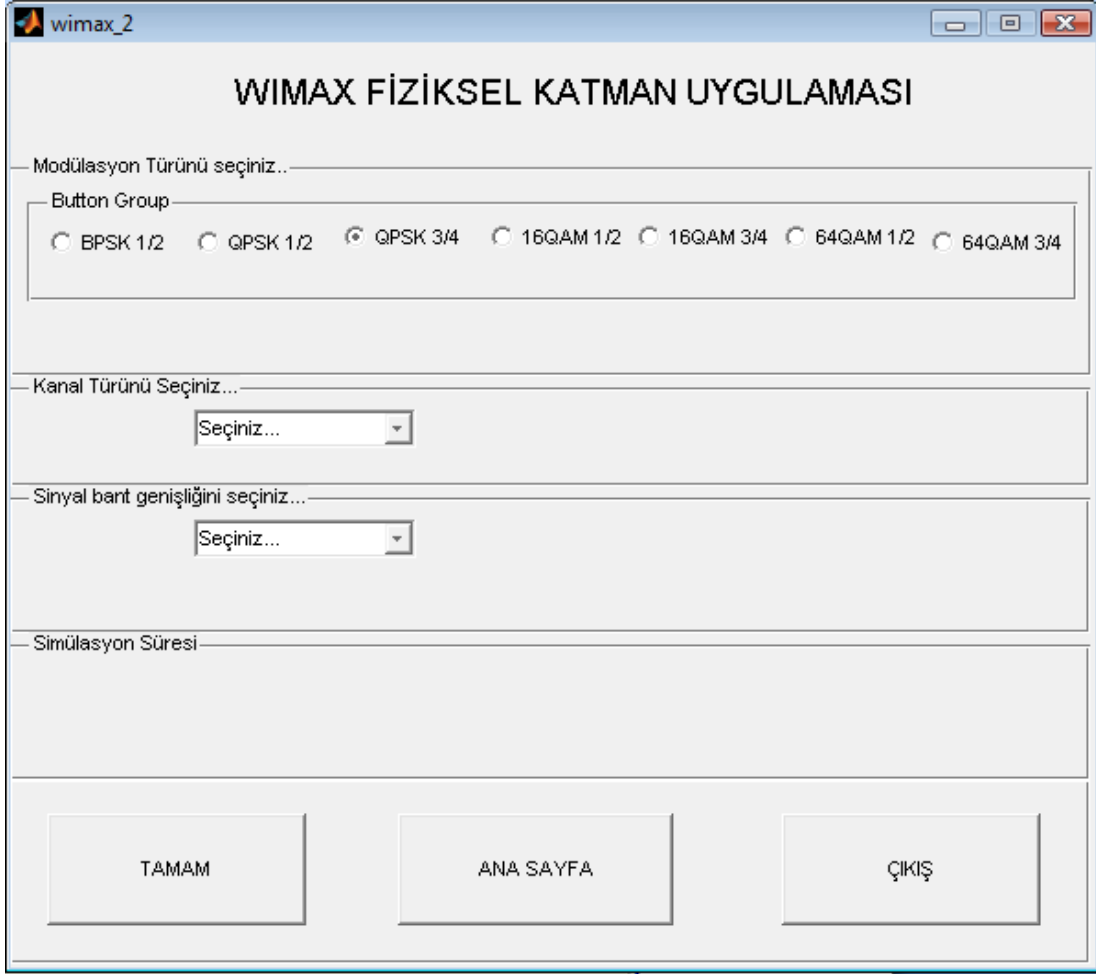 wimax_2
WIMAX FİZİKSEL KATMAN UYGULAMASI
Modülasyon Türünü seçiniz..
Button Group
BPSK 1/2 QPSK 1/2 QPSK 3/4 16QAM 1/2 16QAM 3/4 64QAM 1/2 64QAM 3/4
Kanal Türünü Seçiniz...
Seçiniz...
Sinyal bant genişliğini seçiniz...
Seçiniz...
Simülasyon Süresi
TAMAM ANA SAYFA ÇIKIŞ